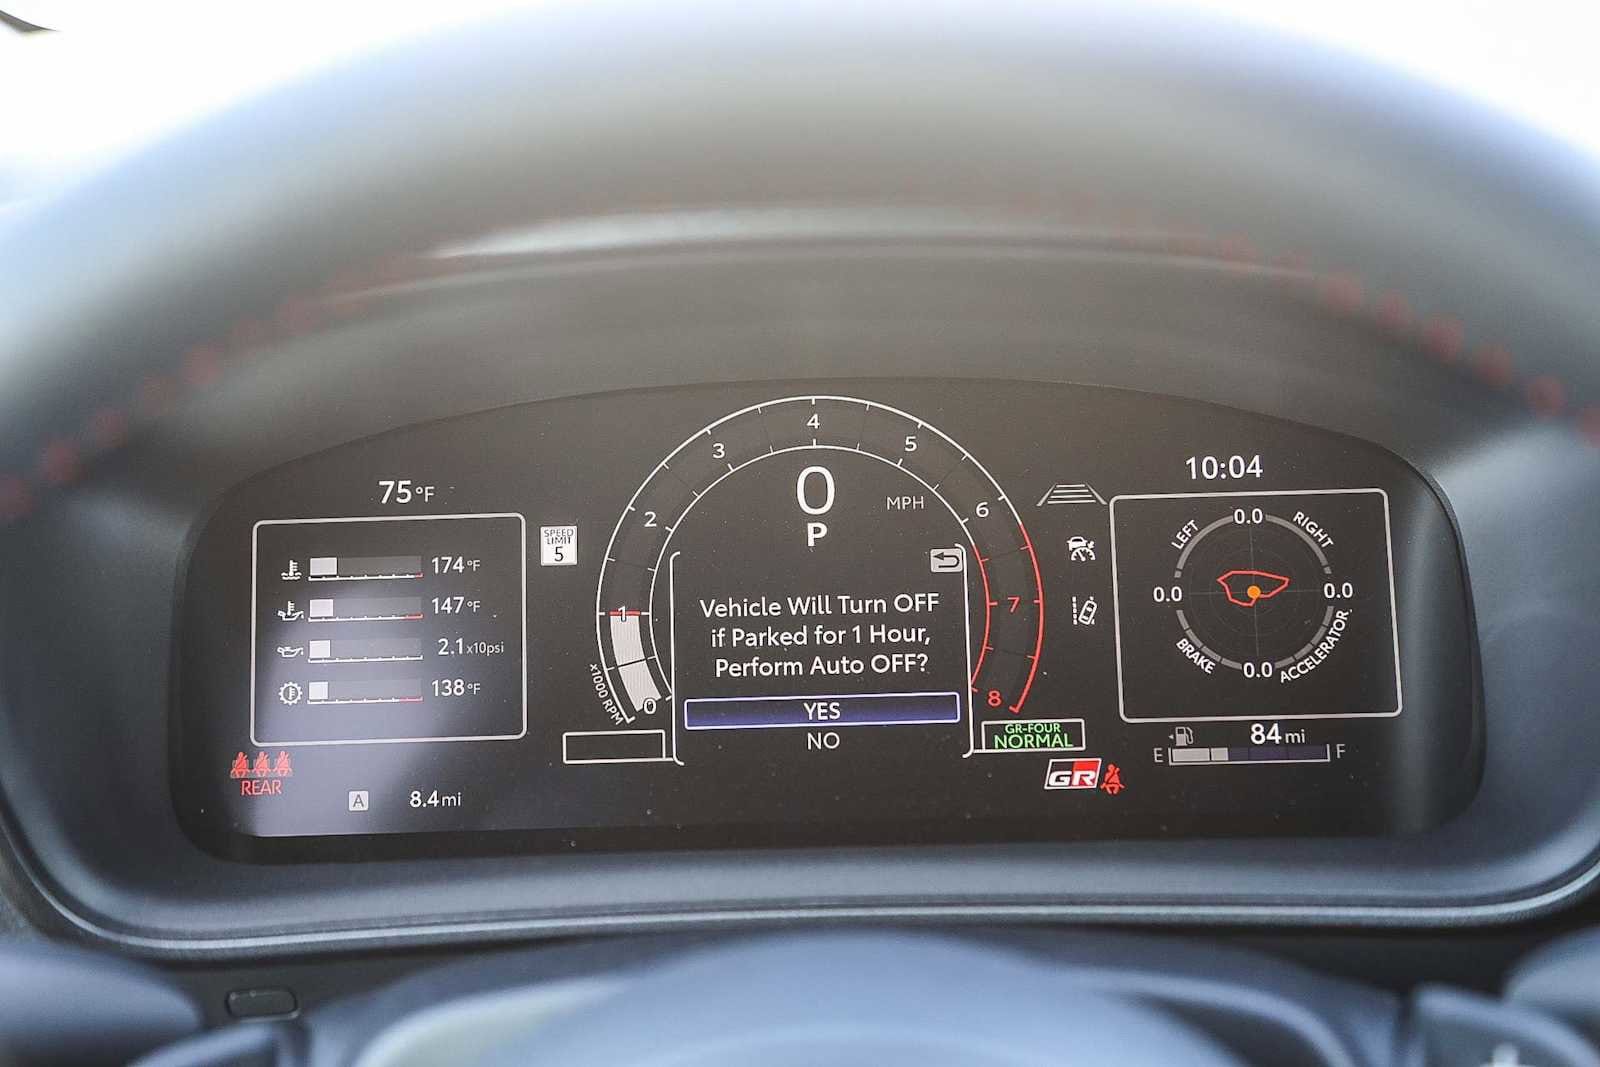 75°F
174°F
147°F
2.1x10psi
138°F
REAR
A
8.4mi
SPEED
LIMIT
5
0
1
2
3
4
5
6
7
8
x1000 RPM
0
MPH
P
Vehicle Will Turn OFF
if Parked for 1 Hour,
Perform Auto OFF?
YES
NO
GR-FOUR
NORMAL
GR
10:04
LEFT
0.0
RIGHT
0.0
0.0
BRAKE
0.0
ACCELERATOR
84mi
E
F